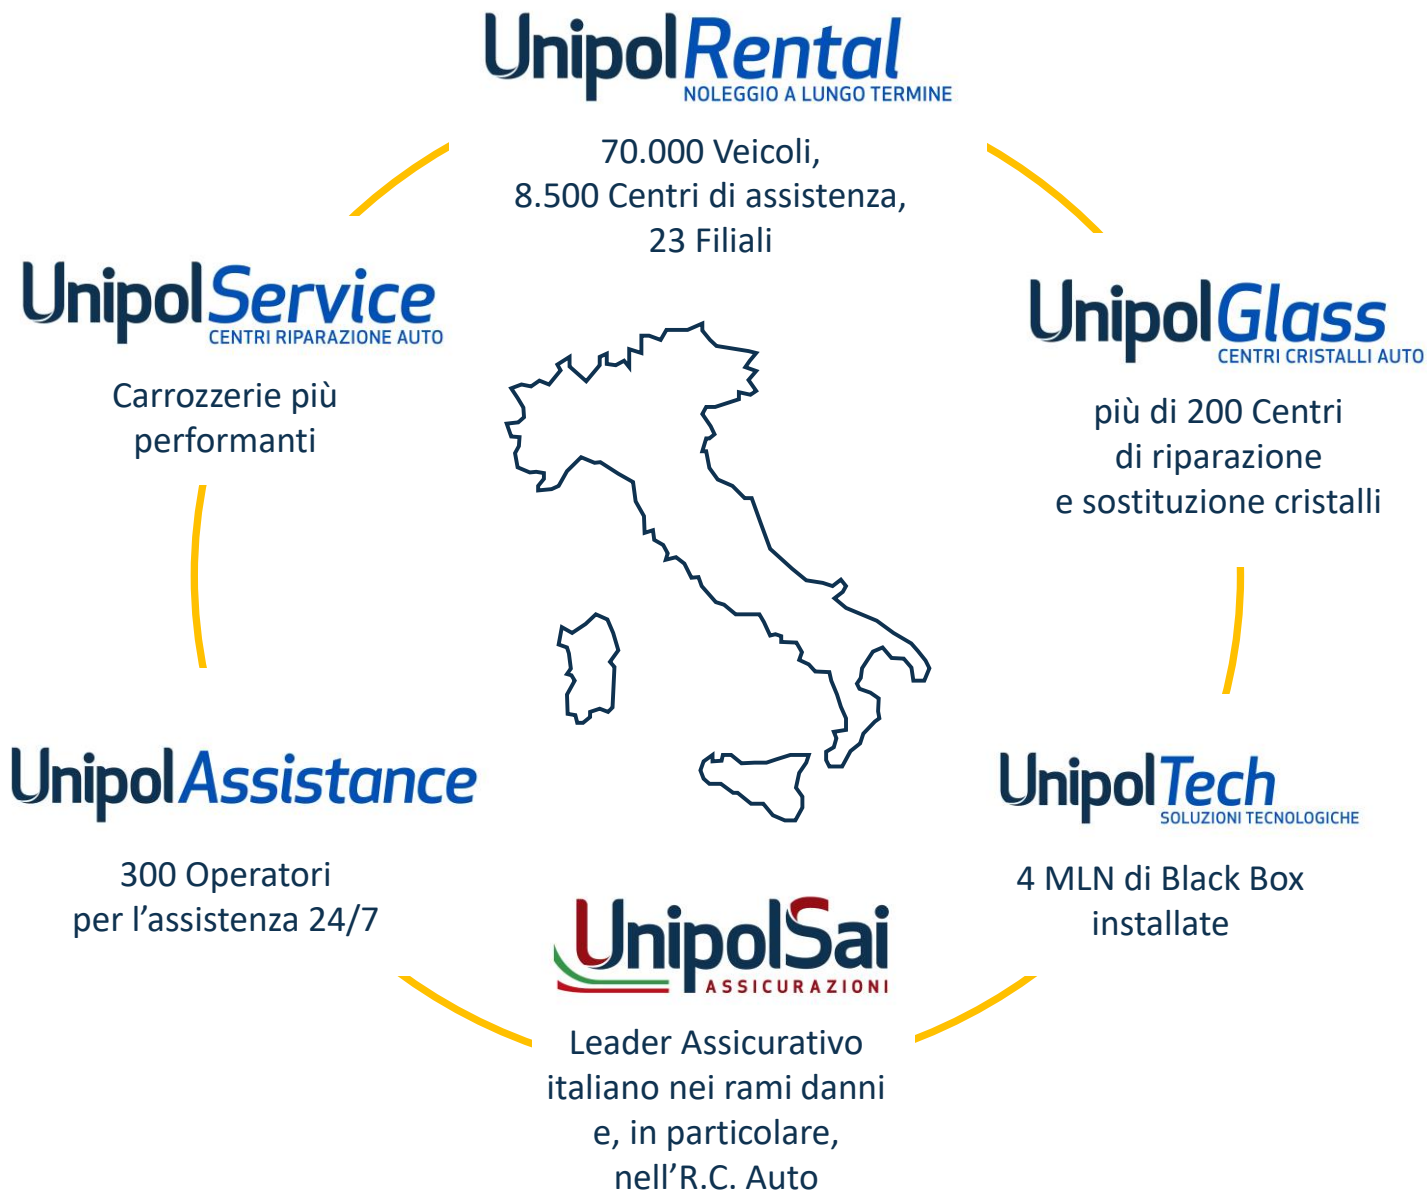 UnipolRental
NOLEGGIO A LUNGO TERMINE
70.000 Veicoli,
8.500 Centri di assistenza,
23 Filiali
UnipolService
CENTRI RIPARAZIONE AUTO
Carrozzerie più
performanti
UnipolGlass
CENTRI CRISTALLI AUTO
più di 200 Centri
di riparazione
e sostituzione cristalli
UnipolAssistance
300 Operatori
per l’assistenza 24/7
UnipolTech
SOLUZIONI TECNOLOGICHE
4 MLN di Black Box
installate
UnipolSai
ASSICURAZIONI
Leader Assicurativo
italiano nei rami danni
e, in particolare,
nell’R.C. Auto